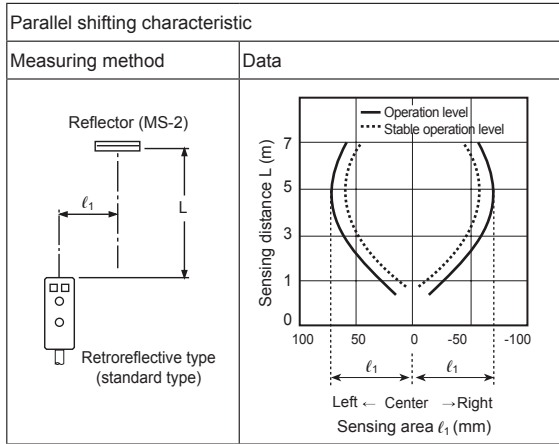 Parallel shifting characteristic
Measuring method
Data
Reflector (MS-2)
ℓ1
L
Retroreflective type
(standard type)
Operation level
Stable operation level
Sensing distance L (m)
7
5
3
1
0
100 50 0 -50 -100
ℓ1 ℓ1
Left ← Center →Right
Sensing area ℓ1 (mm)